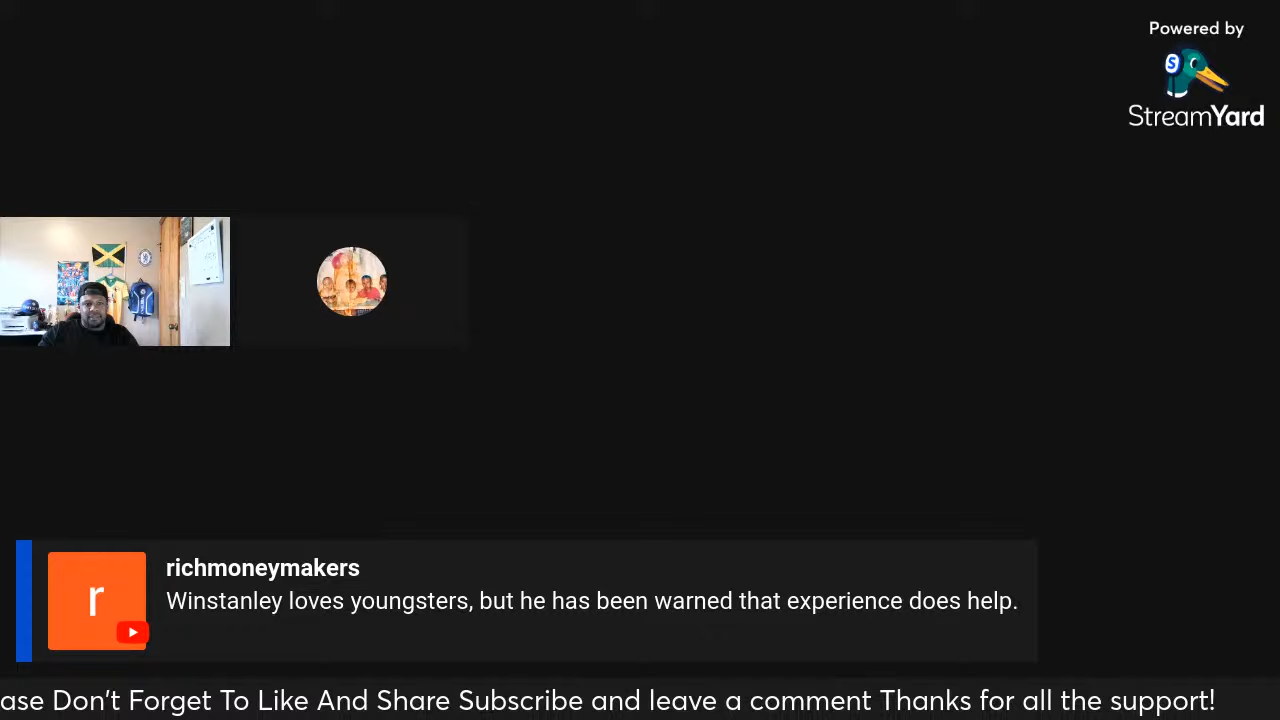 Powered by
S
StreamYard
r
richmoneymakers
Winstanley loves youngsters, but he has been warned that experience does help.
ase Don't Forget To Like And Share Subscribe and leave a comment Thanks for all the support!